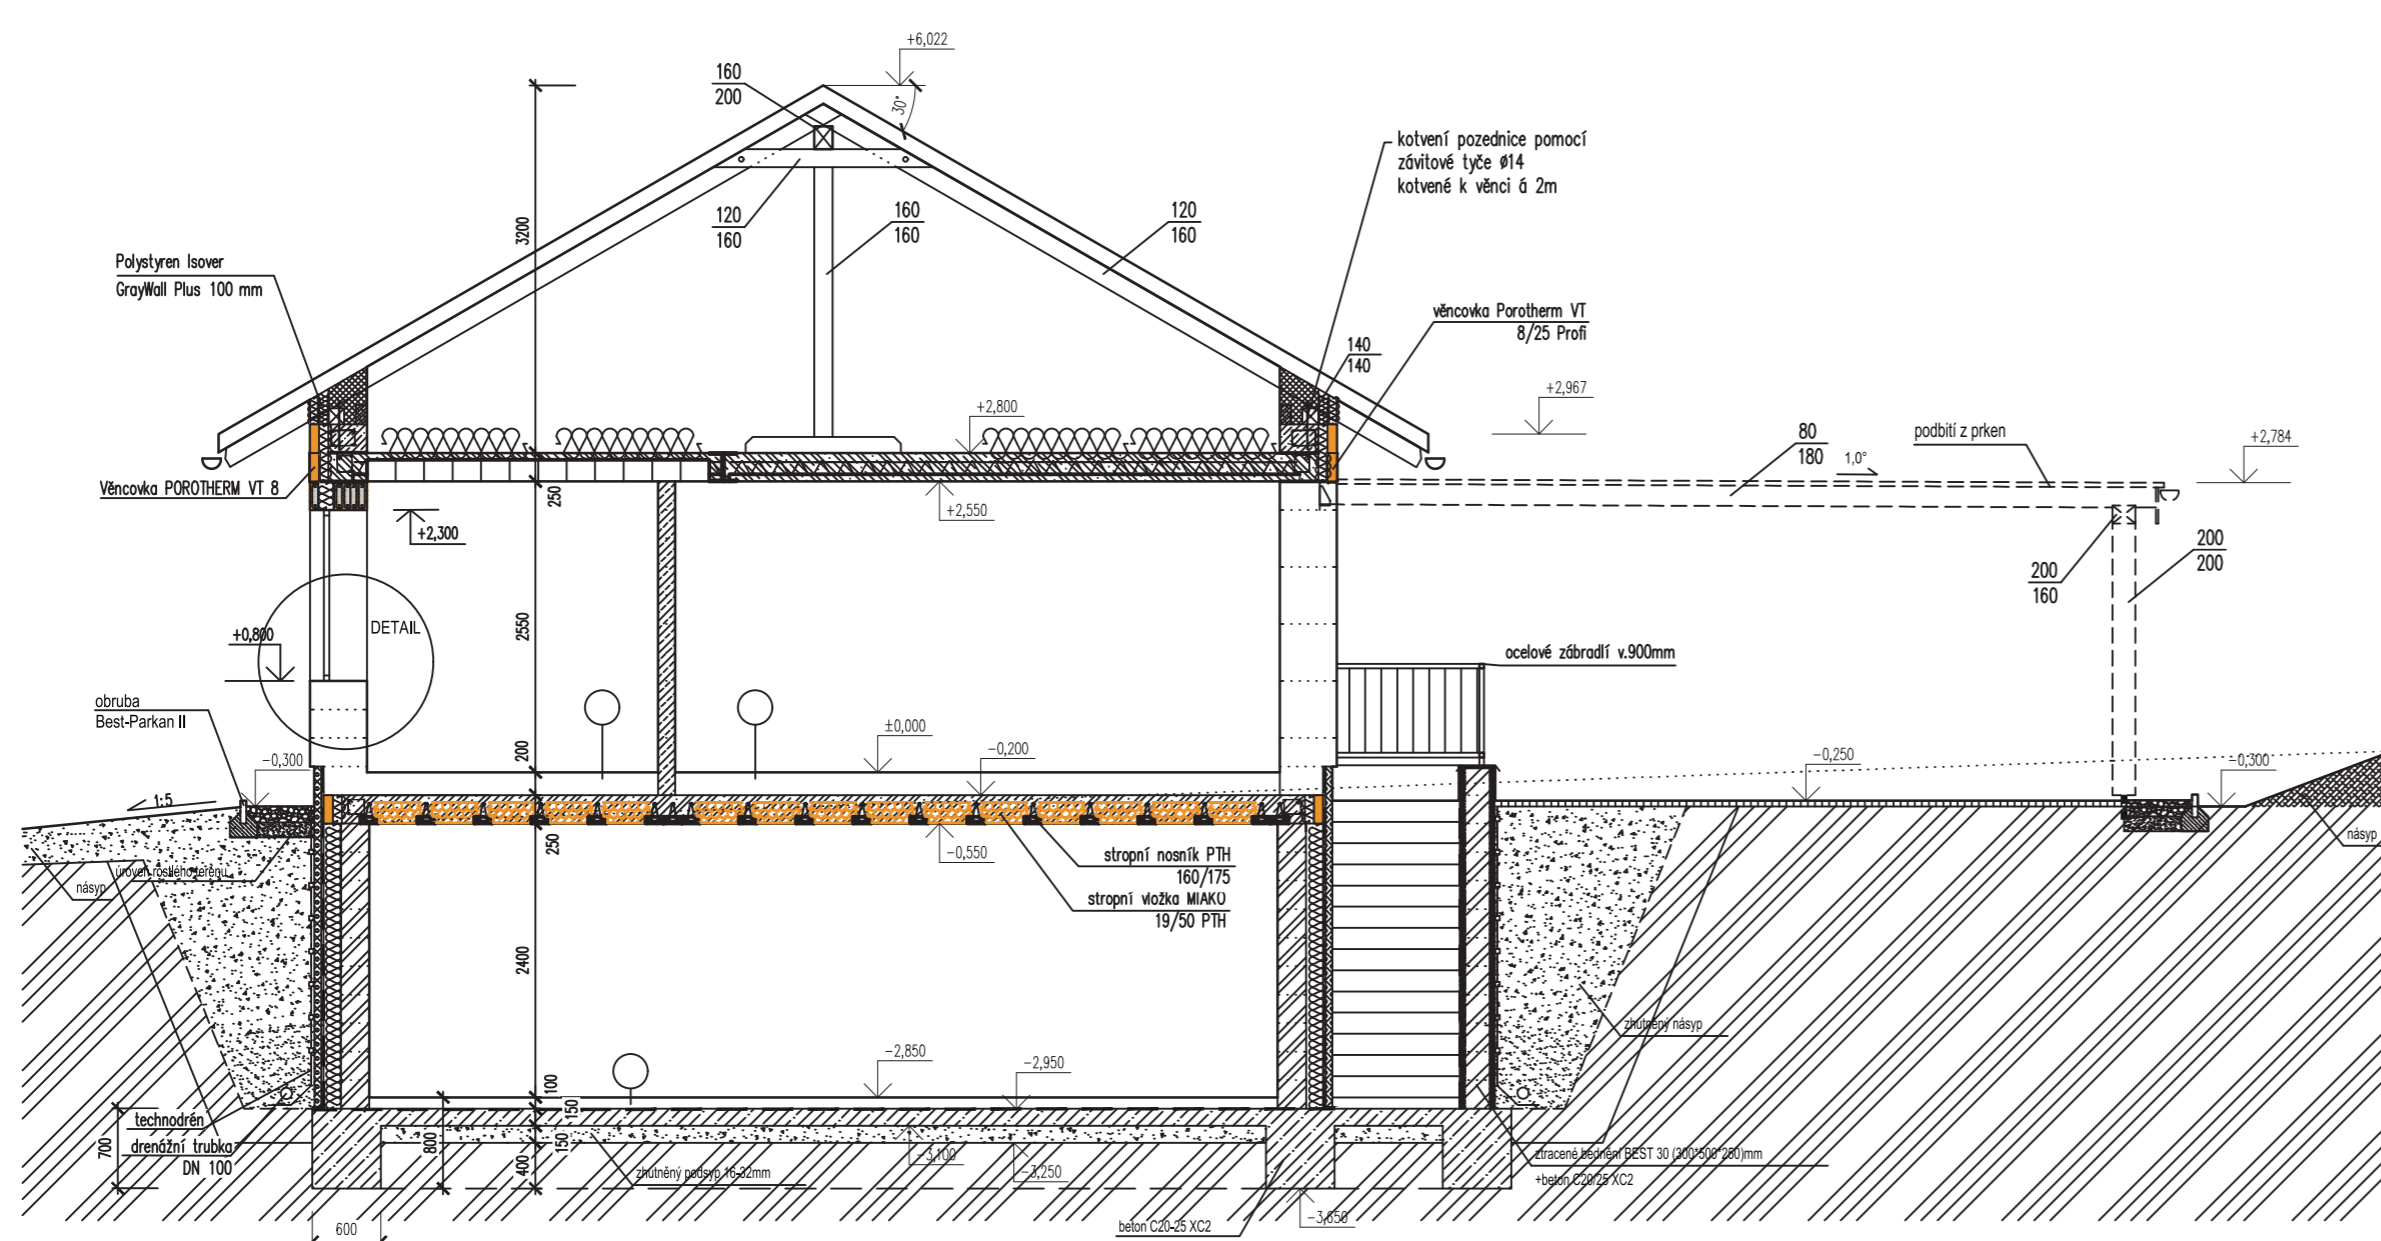 +6,022
160
200
30°
kotvení pozednice pomocí
závitové tyče Ø14
kotvené k věnci á 2m
3200
120
160
160
160
120
160
Polystyren Isover
GrayWall Plus 100 mm
věncovka Porotherm VT
8/25 Profi
140
140
+2,967
+2,800
80
180
1,0°
podbití z prken
+2,784
Věncovka POROTHERM VT 8
250
+2,550
+2,300
200
160
200
200
2550
DETAIL
+0,800
ocelové zábradlí v.900mm
obruba
Best-Parkan II
±0,000
-0,200
200
-0,300
-0,250
-0,300
1:5
250
-0,550
stropní nosník PTH
160/175
stropní vložka MIAKO
19/50 PTH
násyp
úroveň rostlého terénu
násyp
2400
zhutněný násyp
-2,850
-2,950
100
150
150
technodrén
drenážní trubka
DN 100
700
800
400
-3,100
-3,250
zhutněný podsyp 16-32mm
ztracené bednění BEST 30 (300*500*250)mm
+beton C20/25 XC2
beton C20-25 XC2
-3,650
600